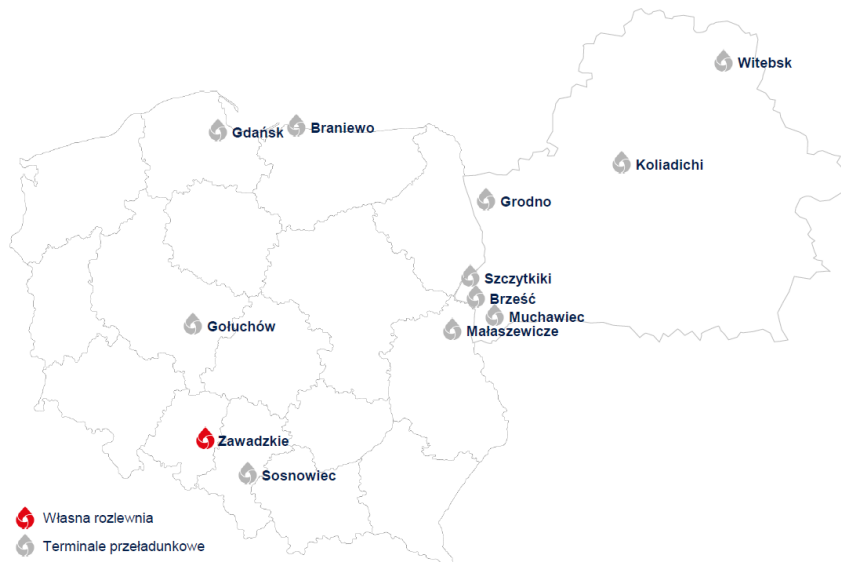 Witebsk
Gdańsk
Braniewo
Koliadichi
Grodno
Szczytkiki
Brześć
Muchawiec
Gołuchów
Małaszewicze
Zawadzkie
Sosnowiec
Własna rozlewnia
Terminale przeładunkowe